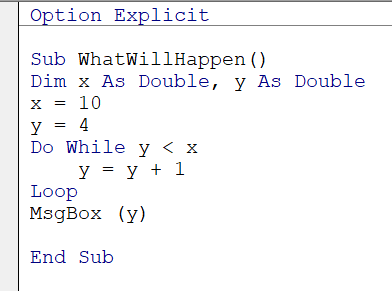 Option Explicit
Sub WhatWillHappen()
Dim x As Double, y As Double
x = 10
y = 4
Do While y < x
    y = y + 1
Loop
MsgBox (y)
End Sub